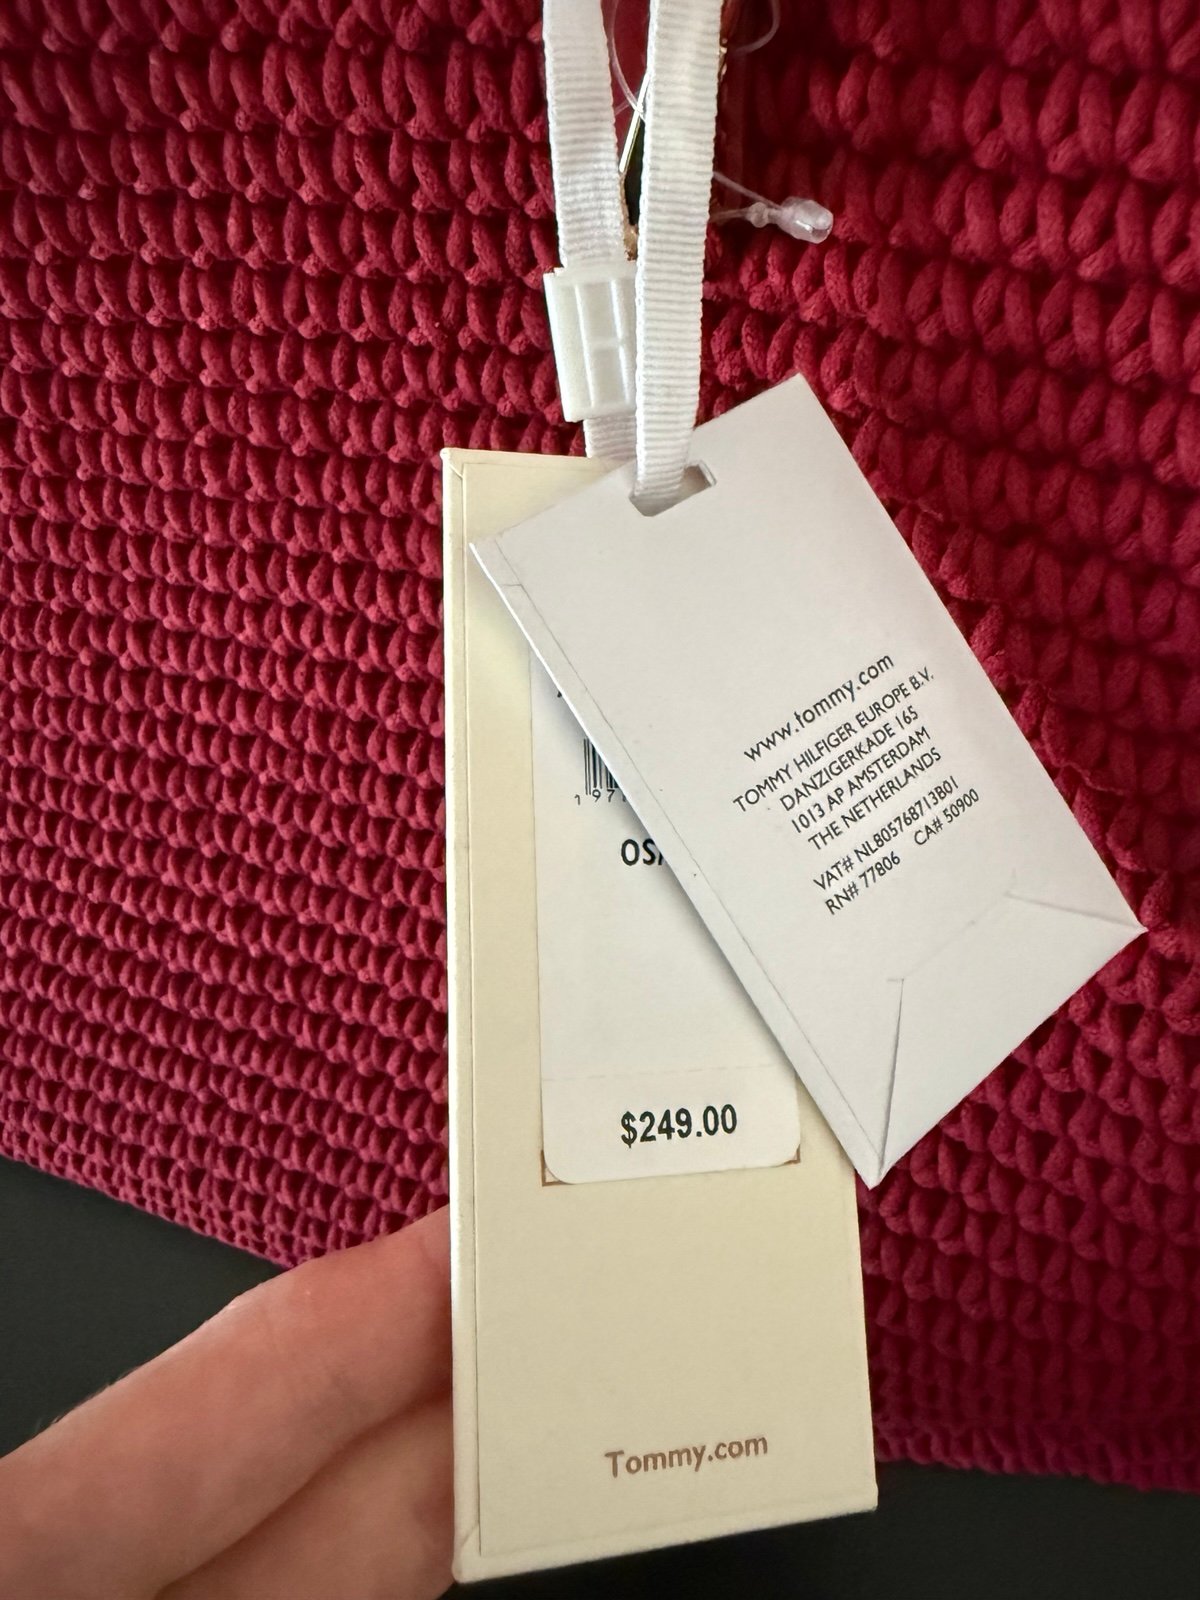 www.tommy.com
TOMMY HILFIGER EUROPE B.V.
DANZIGERKADE 165
1013 AP AMSTERDAM
THE NETHERLANDS
VAT# NL805768713B01
RN# 77806 CA# 50900
$249.00
Tommy.com